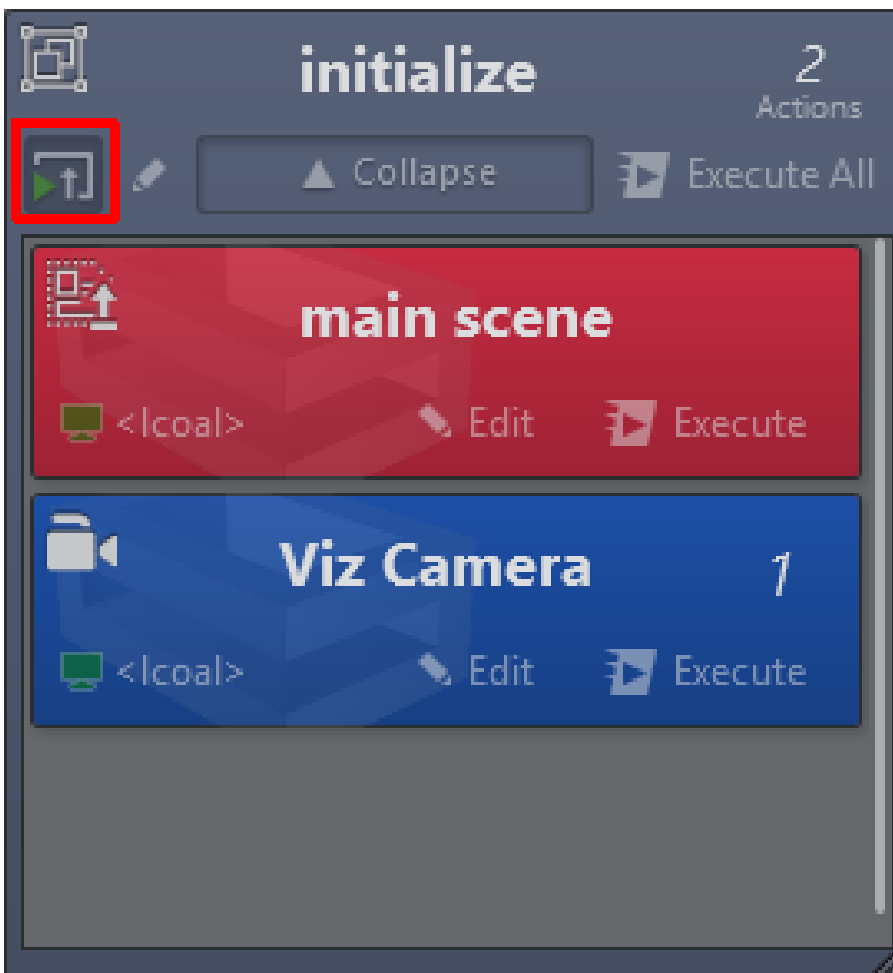 initialize
2
Actions
Collapse
Execute All
main scene
<lcoal>
Edit
Execute
Viz Camera
1
<lcoal>
Edit
Execute